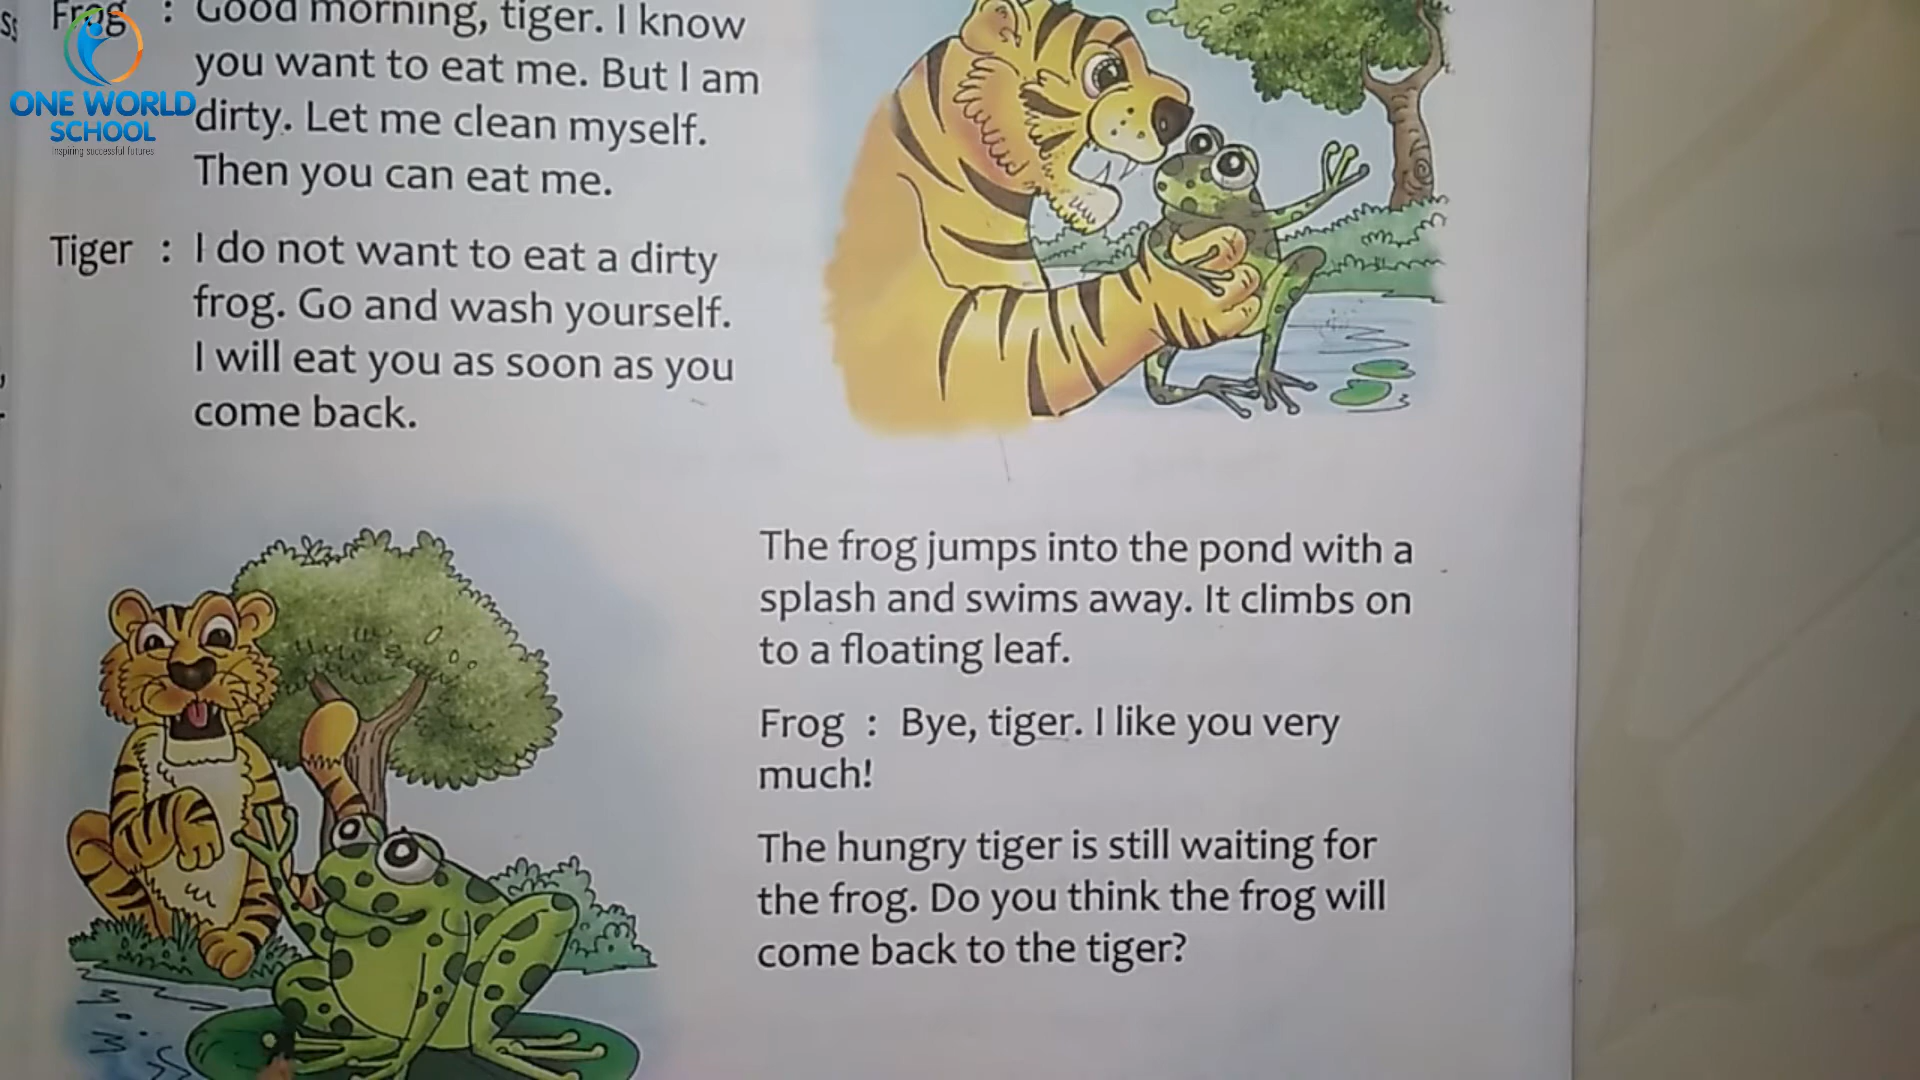 Frog : Good morning, tiger. I know
you want to eat me. But I am
dirty. Let me clean myself.
Then you can eat me.
Tiger : I do not want to eat a dirty
frog. Go and wash yourself.
I will eat you as soon as you
come back.
The frog jumps into the pond with a
splash and swims away. It climbs on
to a floating leaf.
Frog : Bye, tiger. I like you very
much!
The hungry tiger is still waiting for
the frog. Do you think the frog will
come back to the tiger?
ONE WORLD
SCHOOL
Inspiring successful futures